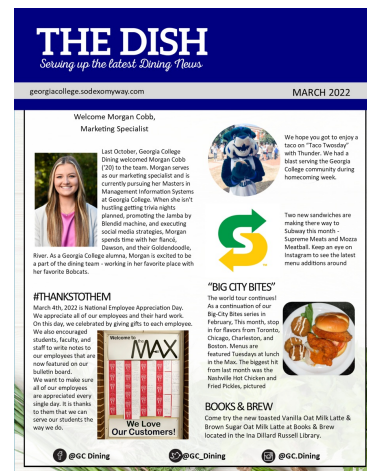 THE DISH
Serving up the latest Dining News
georgiacollege.sodexomyway.com
MARCH 2022
Welcome Morgan Cobb,
Marketing Specialist
Last October, Georgia College
Dining welcomed Morgan Cobb
('20) to the team. Morgan serves
as our marketing specialist and is
currently pursuing her Masters in
Management Information Systems
at Georgia College. When she isn't
hustling getting trivia nights
planned, promoting the Jamba by
Blendid machine, and executing
social media strategies, Morgan
spends time with her fiancé,
Dawson, and their Goldendoodle,
River. As a Georgia College alumna, Morgan is excited to be
a part of the dining team - working in her favorite place with
her favorite Bobcats.
#THANKSTOTHEM
March 4th, 2022 is National Employee Appreciation Day.
We appreciate all of our employees and their hard work.
On this day, we celebrated by giving gifts to each employee.
We also encouraged
students, faculty, and
staff to write notes to
our employees that are
now featured on our
bulletin board.
We want to make sure
all of our employees
are appreciated every
single day. It is thanks
to them that we can
serve our students the
way we do.
Welcome to
the MAX
We Love
Our Customers!
We hope you got to enjoy a
taco on "Taco Twosday"
with Thunder. We had a
blast serving the Georgia
College community during
homecoming week.
Two new sandwiches are
making there way to
Subway this month -
Supreme Meats and Mozza
Meatball. Keep an eye on
Instagram to see the latest
menu additions around
"BIG CITY BITES"
The world tour continues!
As a continuation of our
Big-City Bites series in
February, This month, stop
in for flavors from Toronto,
Chicago, Charleston, and
Boston. Menus are
featured Tuesdays at lunch
in the Max. The biggest hit
from last month was the
Nashville Hot Chicken and
Fried Pickles, pictured
BOOKS & BREW
Come try the new toasted Vanilla Oat Milk Latte &
Brown Sugar Oat Milk Latte at Books & Brew
located in the Ina Dillard Russell Library.
@GC Dining
@GC_Dining
@GC.Dining